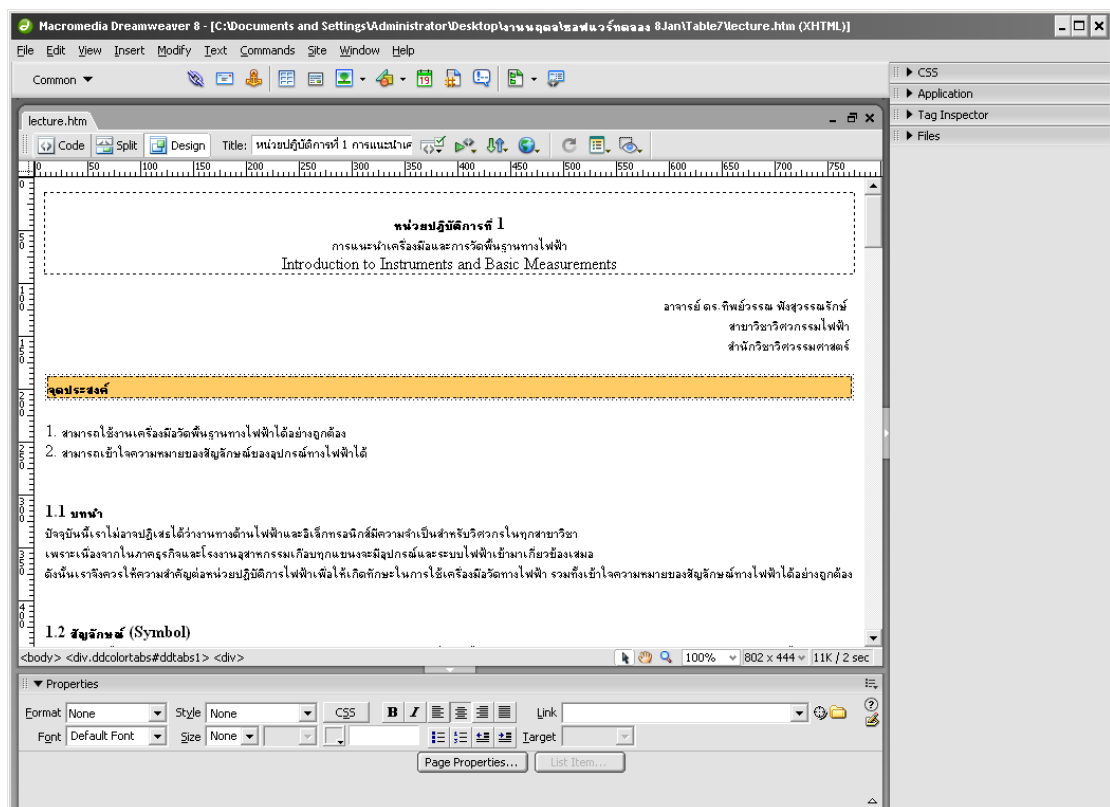 Macromedia Dreamweaver 8 - [C:\Documents and Settings\Administrator\Desktop\งานนฤดล\ซอฟแวร์ทดลอง 8Jan\Table7\lecture.htm (XHTML)]
File Edit View Insert Modify Text Commands Site Window Help
Common
CSS
Application
Tag Inspector
Files
lecture.htm
Code Split Design Title: หน่วยปฏิบัติการที่ 1 การแนะนำเค
0 50 100 150 200 250 300 350 400 450 500 550 600 650 700 750
หน่วยปฏิบัติการที่ 1
การแนะนำเครื่องมือและการวัดพื้นฐานทางไฟฟ้า
Introduction to Instruments and Basic Measurements
อาจารย์ ดร.ทิพย์วรรณ ฟังสุวรรณรักษ์
สาขาวิชาวิศวกรรมไฟฟ้า
สำนักวิชาวิศวรรมศาสตร์
จุดประสงค์
1. สามารถใช้งานเครื่องมือวัดพื้นฐานทางไฟฟ้าได้อย่างถูกต้อง
2. สามารถเข้าใจความหมายของสัญลักษณ์ของอุปกรณ์ทางไฟฟ้าได้
1.1 บทนำ
ปัจจุบันนี้เราไม่อาจปฏิเสธได้ว่างานทางด้านไฟฟ้าและอิเล็กทรอนิกส์มีความจำเป็นสำหรับวิศวกรในทุกสาขาวิชา
เพราะเนื่องจากในภาคธุรกิจและโรงงานอุสาหกรรมเกือบทุกแขนงจะมีอุปกรณ์และระบบไฟฟ้าเข้ามาเกี่ยวข้องเสมอ
ดังนั้นเราจึงควรให้ความสำคัญต่อหน่วยปฏิบัติการไฟฟ้าเพื่อให้เกิดทักษะในการใช้เครื่องมือวัดทางไฟฟ้า รวมทั้งเข้าใจความหมายของสัญลักษณ์ทางไฟฟ้าได้อย่างถูกต้อง
1.2 สัญลักษณ์ (Symbol)
<body> <div.ddcolortabs#ddtabs1> <div> 100% 802 x 444 11K / 2 sec
Properties
Format None Style None CSS B I Link
Font Default Font Size None Target
Page Properties... List Item...